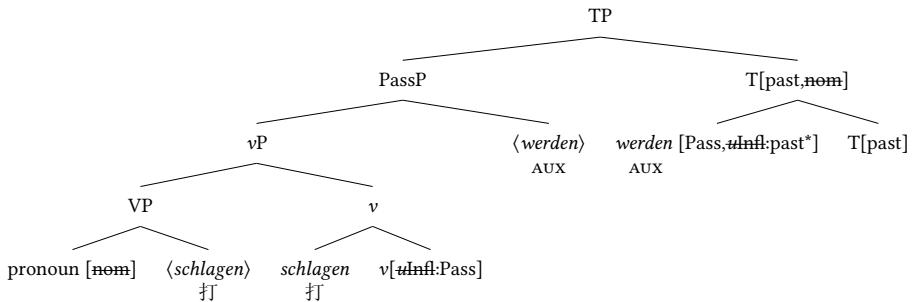 TP
PassP T[past,nom]
vP ⟨werden⟩ werden [Pass,uInfl:past*] T[past]
AUX AUX
VP v
pronoun [nom] ⟨schlagen⟩ schlagen v[uInfl:Pass]
打 打